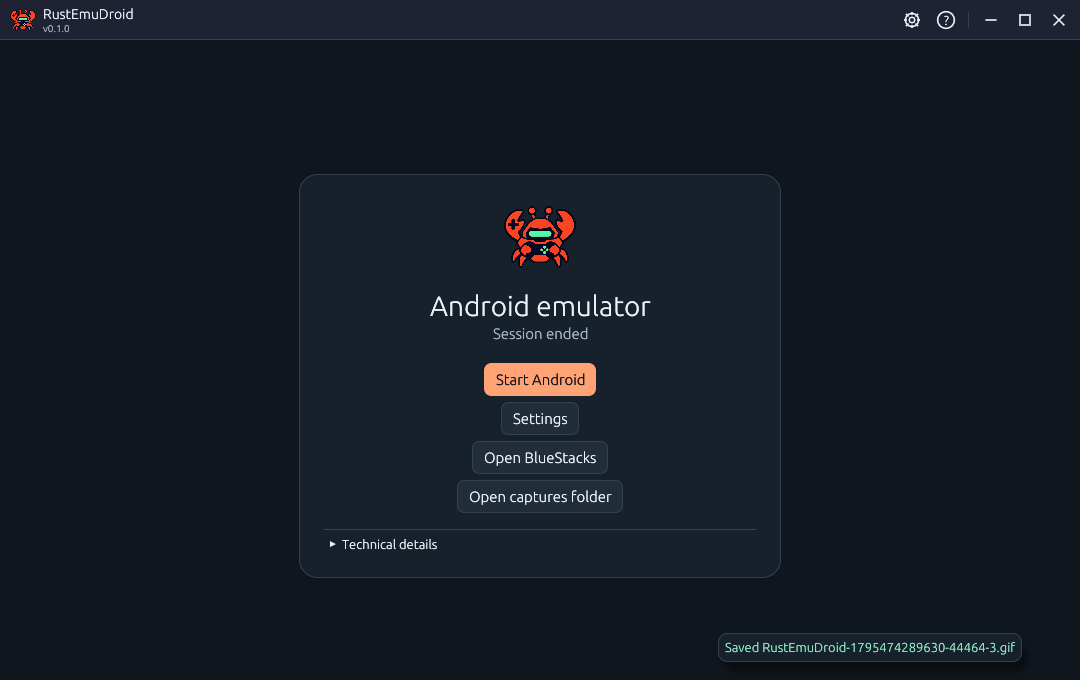 RustEmuDroid
v0.1.0
Android emulator
Session ended
Start Android
Settings
Open BlueStacks
Open captures folder
Technical details
Saved RustEmuDroid-1795474289630-44464-3.gif